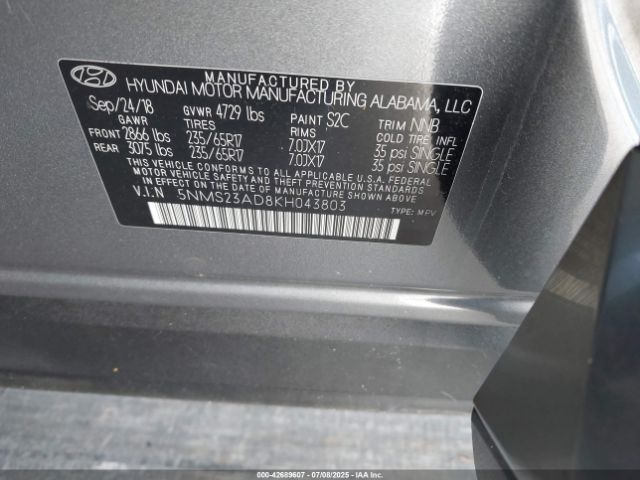 MANUFACTURED BY
HYUNDAI MOTOR MANUFACTURING ALABAMA, LLC
Sep/24/18 GVWR 4729 lbs PAINT S2C TRIM NNB
GAWR TIRES RIMS COLD TIRE INFL
FRONT 2866 lbs 235/65R17 7.0JX17 35 psi SINGLE
REAR 3075 lbs 235/65R17 7.0JX17 35 psi SINGLE
THIS VEHICLE CONFORMS TO ALL APPLICABLE U.S.A. FEDERAL
MOTOR VEHICLE SAFETY AND THEFT PREVENTION STANDARDS
IN EFFECT ON THE DATE OF MANUFACTURE SHOWN ABOVE.
V.I.N 5NMS23AD8KH043803
TYPE: MPV
000-42689607 - 07/08/2025 - IAAI.COM